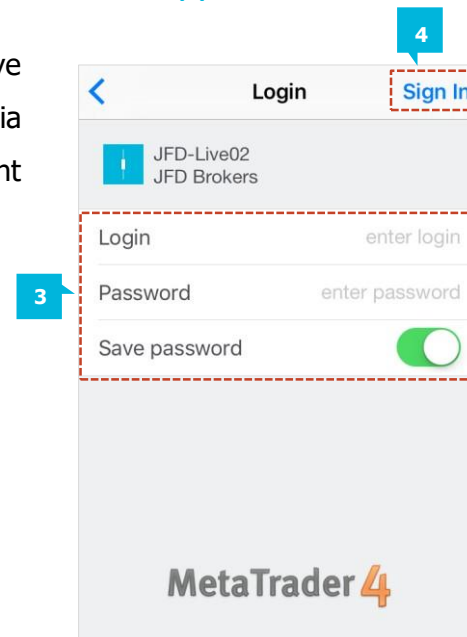 4
Login
Sign In
JFD-Live02
JFD Brokers
Login enter login
3
Password enter password
Save password
MetaTrader 4